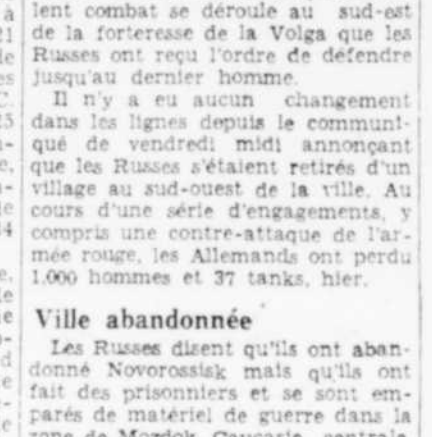 lent combat se déroule au sud-est
de la forteresse de la Volga que les
Russes ont reçu l'ordre de défendre
jusqu'au dernier homme.
Il n'y a eu aucun changement
dans les lignes depuis le communi-
qué de vendredi midi annonçant
que les Russes s'étaient retirés d'un
village au sud-ouest de la ville. Au
cours d'une série d'engagements, y
compris une contre-attaque de l'ar-
mée rouge, les Allemands ont perdu
1.000 hommes et 37 tanks, hier.
Ville abandonnée
Les Russes disent qu'ils ont aban-
donné Novorossisk mais qu'ils ont
fait des prisonniers et se sont em-
parés de matériel de guerre dans la
zone de Mozdok, Caucasie centrale,